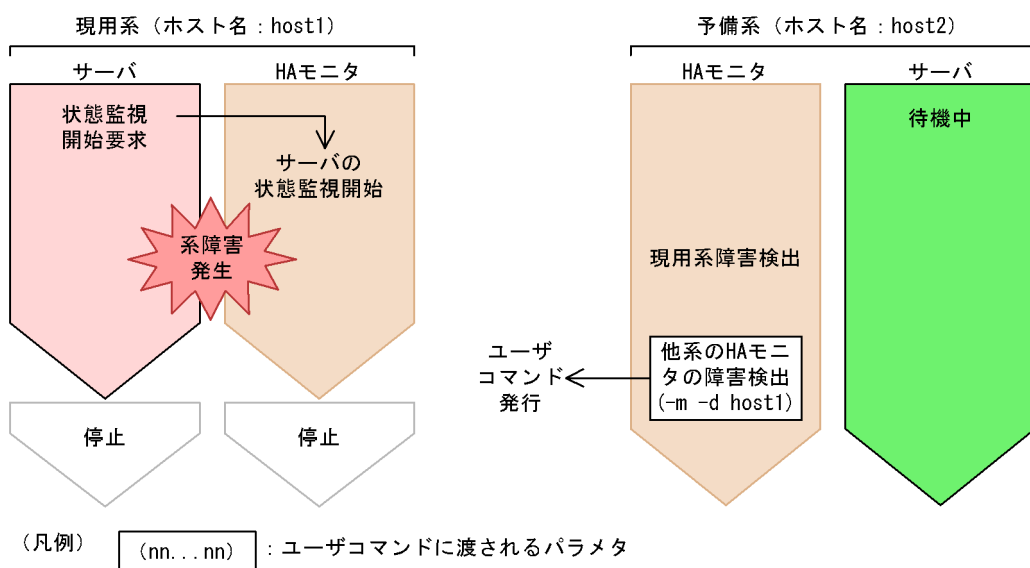 現用系（ホスト名：host1）
サーバ
HAモニタ
状態監視
開始要求
サーバの
状態監視開始
系障害
発生
停止
停止
予備系（ホスト名：host2）
HAモニタ
サーバ
待機中
現用系障害検出
他系のHAモニ
タの障害検出
(-m -d host1)
ユーザ
コマンド
発行
（凡例）
(nn...nn)
：ユーザコマンドに渡されるパラメタ